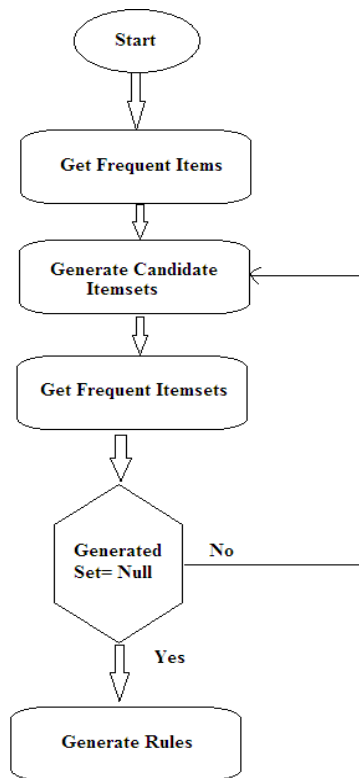 Start
Get Frequent Items
Generate Candidate
Itemsets
Get Frequent Itemsets
Generated
Set= Null
No
Yes
Generate Rules